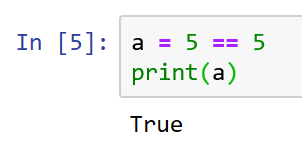 In [5]: a = 5 == 5
print(a)
True